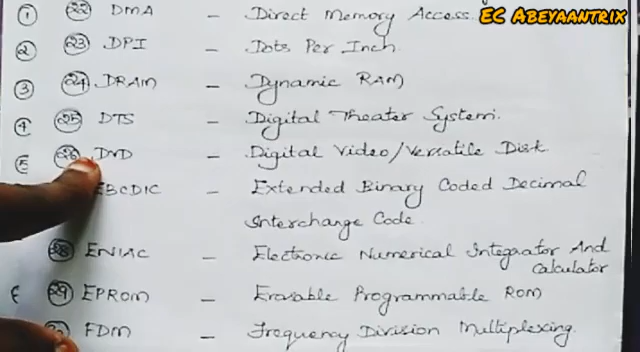 EC ABEYAANTRIX
① ㉒ DMA – Direct Memory Access.
② ㉓ DPI – Dots Per Inch.
③ ㉔ DRAM – Dynamic RAM
④ ㉕ DTS – Digital Theater System.
⑤ ㉖ DVD – Digital Video/Versatile Disk
EBCDIC – Extended Binary Coded Decimal
Interchange Code.
㉘ ENIAC – Electronic Numerical Integrator And
Calculator
㉙ EPROM – Erasable Programmable ROM
FDM – Frequency Division Multiplexing.